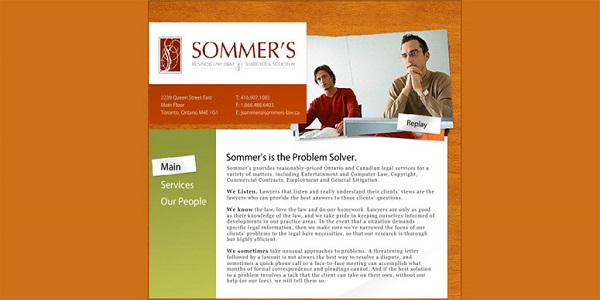 SOMMER'S
BUSINESS LAW FIRM BARRISTER & SOLICITOR
2239 Queen Street East
Main Floor
Toronto, Ontario M4E 1G1
T: 416.907.1085
F: 1.866.488.6403
E: jsommer@sommers-law.ca
Replay
Main
Services
Our People
Sommer's is the Problem Solver.
Sommer's provides reasonably-priced Ontario and Canadian legal services for a
variety of matters, including Entertainment and Computer Law, Copyright,
Commercial Contracts, Employment and General Litigation.
We Listen. Lawyers that listen and really understand their clients' views are the
lawyers who can provide the best answers to those clients' questions.
We know the law, love the law and do our homework. Lawyers are only as good
as their knowledge of the law, and we take pride in keeping ourselves informed of
developments in our practice areas. In the event that a situation demands
specific legal information, then we make sure we've narrowed the focus of our
clients' problems to the legal bare necessities, so that our research is thorough
but highly efficient.
We sometimes take unusual approaches to problems. A threatening letter
followed by a lawsuit is not always the best way to resolve a dispute, and
sometimes a quick phone call or a face-to-face meeting can accomplish what
months of formal correspondence and pleadings cannot. And if the best solution
to a problem involves a tack that the client can take on their own, without our
help (or our fees), we will tell them so.